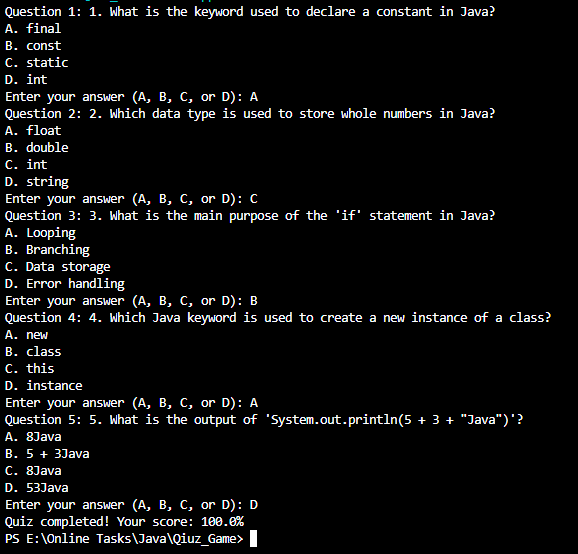 Question 1: 1. What is the keyword used to declare a constant in Java?
A. final
B. const
C. static
D. int
Enter your answer (A, B, C, or D): A
Question 2: 2. Which data type is used to store whole numbers in Java?
A. float
B. double
C. int
D. string
Enter your answer (A, B, C, or D): C
Question 3: 3. What is the main purpose of the 'if' statement in Java?
A. Looping
B. Branching
C. Data storage
D. Error handling
Enter your answer (A, B, C, or D): B
Question 4: 4. Which Java keyword is used to create a new instance of a class?
A. new
B. class
C. this
D. instance
Enter your answer (A, B, C, or D): A
Question 5: 5. What is the output of 'System.out.println(5 + 3 + "Java")'?
A. 8Java
B. 5 + 3Java
C. 8Java
D. 53Java
Enter your answer (A, B, C, or D): D
Quiz completed! Your score: 100.0%
PS E:\Online Tasks\Java\Qiuz_Game>